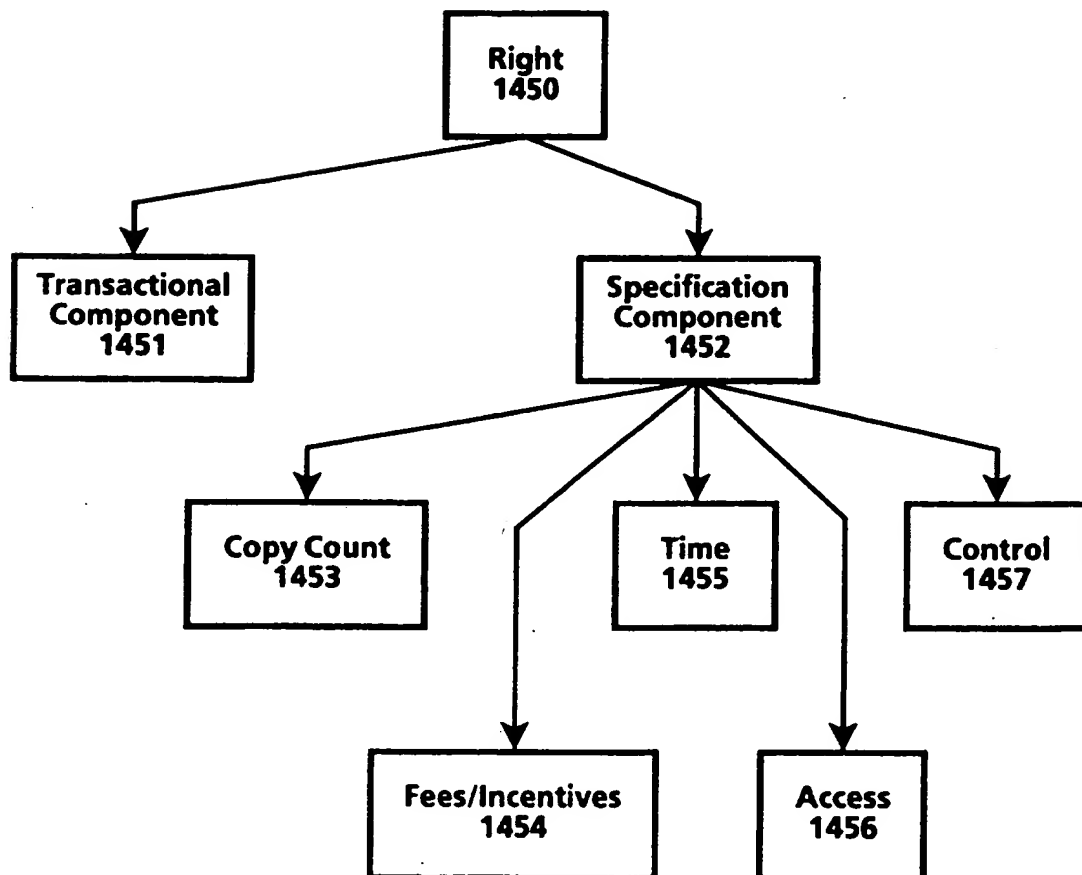 Right
1450
Transactional
Component
1451
Specification
Component
1452
Copy Count
1453
Time
1455
Control
1457
Fees/Incentives
1454
Access
1456